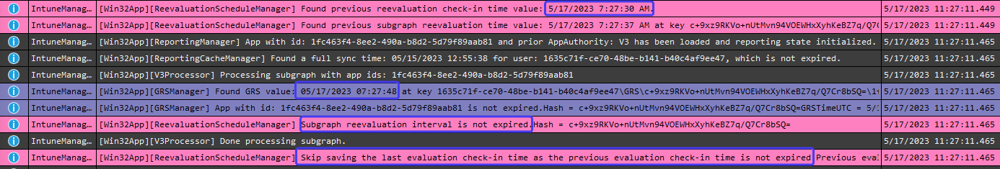 IntuneManag... [Win32App][ReevaluationScheduleManager] Found previous reevaluation check-in time value: 5/17/2023 7:27:30 AM. 5/17/2023 11:27:11.449
IntuneManag... [Win32App][ReevaluationScheduleManager] Found previous subgraph reevaluation time value: 5/17/2023 7:27:37 AM at key c+9xz9RKVo+nUtMvn94VOEWHxXyhKeBZ7q/Q7C 5/17/2023 11:27:11.449
IntuneManag... [Win32App][ReportingManager] App with id: 1fc463f4-8ee2-490a-b8d2-5d79f89aab81 and prior AppAuthority: V3 has been loaded and reporting state initialized. 5/17/2023 11:27:11.465
IntuneManag... [Win32App][ReportingCacheManager] Found a full sync time: 05/15/2023 12:55:38 for user: 1635c71f-ce70-48be-b141-b40c4af9ee47, which is not expired. 5/17/2023 11:27:11.465
IntuneManag... [Win32App][V3Processor] Processing subgraph with app ids: 1fc463f4-8ee2-490a-b8d2-5d79f89aab81 5/17/2023 11:27:11.465
IntuneManag... [Win32App][GRSManager] Found GRS value: 05/17/2023 07:27:48 at key 1635c71f-ce70-48be-b141-b40c4af9ee47\GRS\c+9xz9RKVo+nUtMvn94VOEWHxXyhKeBZ7q/Q7Cr8bSQ=\1 5/17/2023 11:27:11.465
IntuneManag... [Win32App][GRSManager] App with id: 1fc463f4-8ee2-490a-b8d2-5d79f89aab81 is not expired.Hash = c+9xz9RKVo+nUtMvn94VOEWHxXyhKeBZ7q/Q7Cr8bSQ=GRSTimeUTC = 5/ 5/17/2023 11:27:11.465
IntuneManag... [Win32App][ReevaluationScheduleManager] Subgraph reevaluation interval is not expired.Hash = c+9xz9RKVo+nUtMvn94VOEWHxXyhKeBZ7q/Q7Cr8bSQ= 5/17/2023 11:27:11.465
IntuneManag... [Win32App][V3Processor] Done processing subgraph. 5/17/2023 11:27:11.465
IntuneManag... [Win32App][ReevaluationScheduleManager] Skip saving the last evaluation check-in time as the previous evaluation check-in time is not expired Previous eval 5/17/2023 11:27:11.465